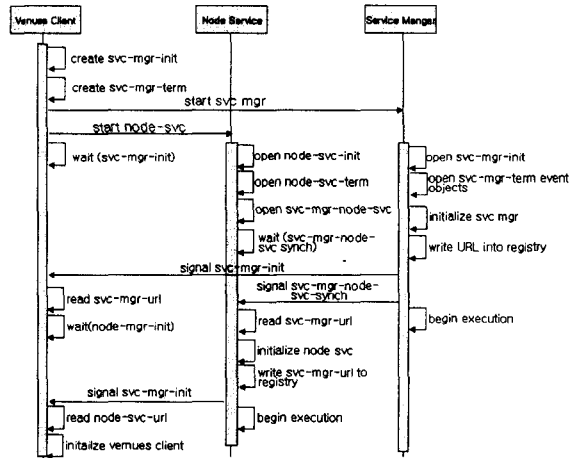 Venues Client
Node Service
Service Manger
create svc-mgr-init
create svc-mgr-term
start svc mgr
start node-svc
wait (svc-mgr-init)
open node-svc-init
open svc-mgr-init
open node-svc-term
open svc-mgr-term event
objects
open svc-mgr-node-svc
initialize svc mgr
wait (svc-mgr-node-
svc synch)
write URL into registry
signal svc-mgr-init
signal svc-mgr-node-
svc-synch
read svc-mgr-url
wait(node-mgr-init)
read svc-mgr-url
begin execution
initialize node svc
write svc-mgr-url to
registry
signal svc-mgr-init
read node-svc-url
begin execution
initailze vernues client